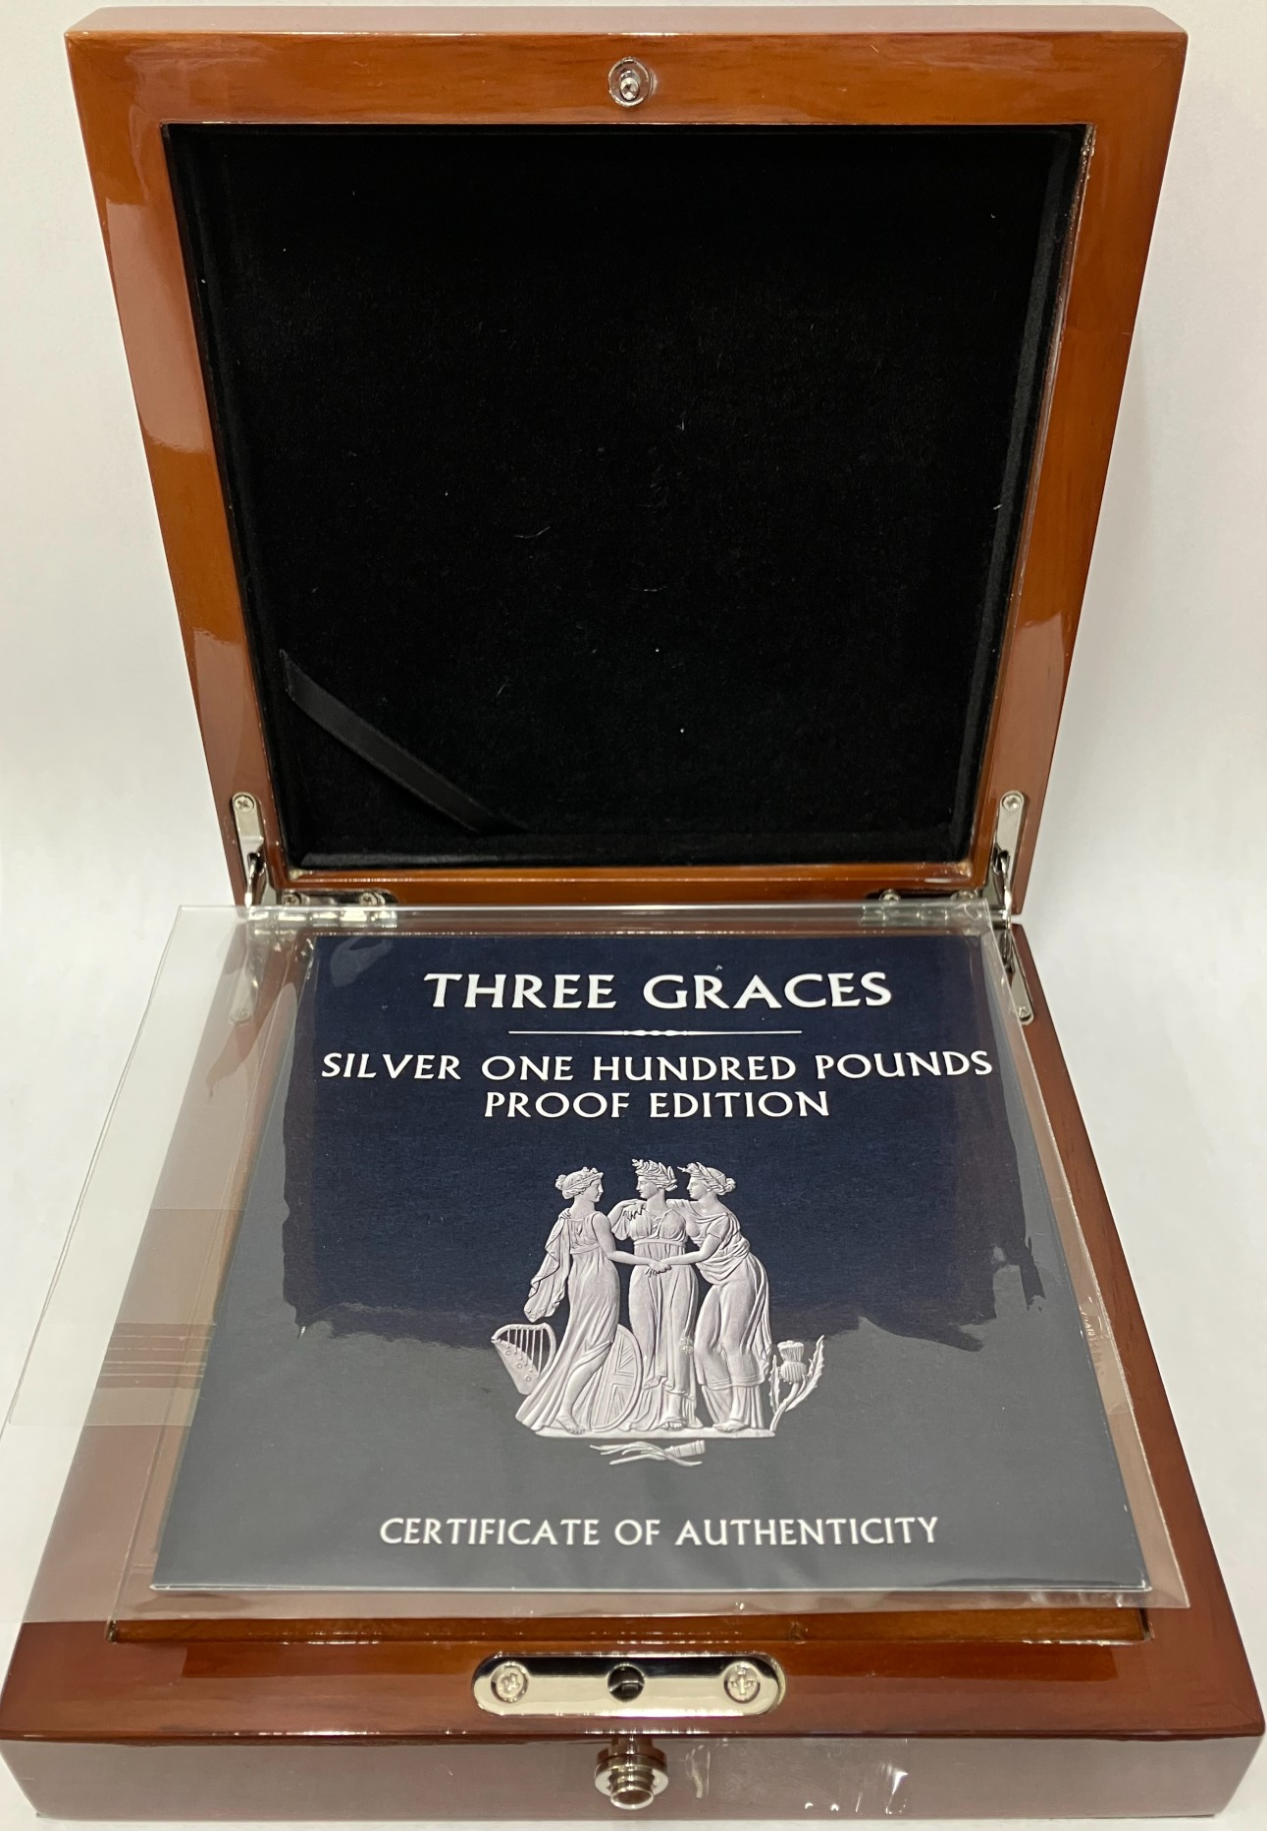 THREE GRACES
SILVER ONE HUNDRED POUNDS
PROOF EDITION
CERTIFICATE OF AUTHENTICITY